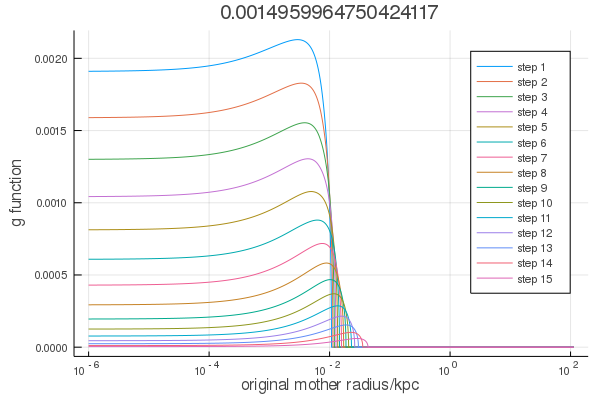 0.0014959964750424117
g function
0.0020
0.0015
0.0010
0.0005
0.0000
10^-6
10^-4
10^-2
10^0
10^2
original mother radius/kpc
step 1
step 2
step 3
step 4
step 5
step 6
step 7
step 8
step 9
step 10
step 11
step 12
step 13
step 14
step 15